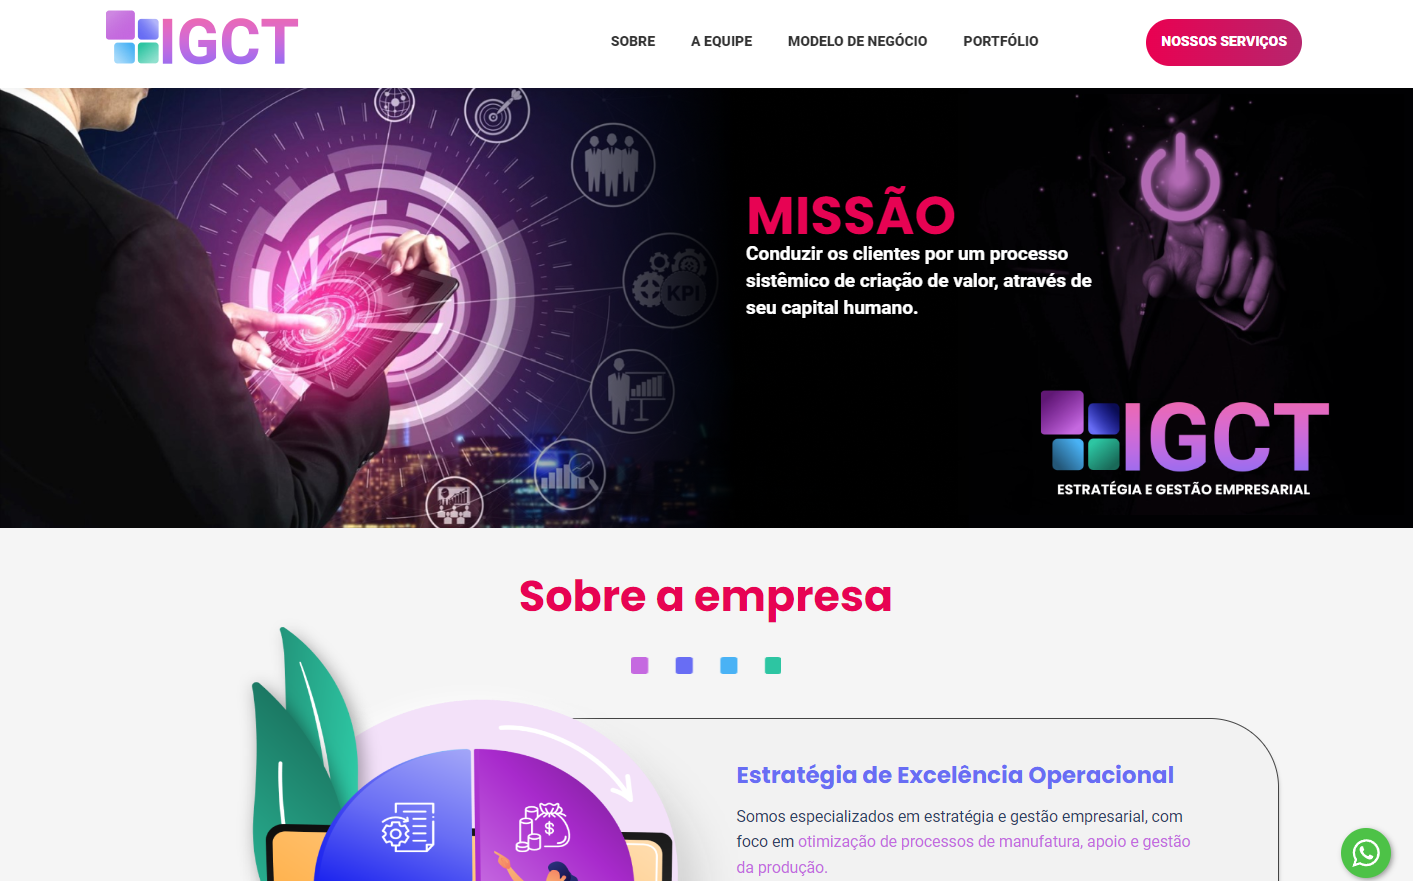 IGCT
SOBRE
A EQUIPE
MODELO DE NEGÓCIO
PORTFÓLIO
NOSSOS SERVIÇOS
KPI
MISSÃO
Conduzir os clientes por um processo
sistêmico de criação de valor, através de
seu capital humano.
IGCT
ESTRATÉGIA E GESTÃO EMPRESARIAL
Sobre a empresa
$
Estratégia de Excelência Operacional
Somos especializados em estratégia e gestão empresarial, com
foco em otimização de processos de manufatura, apoio e gestão
da produção.